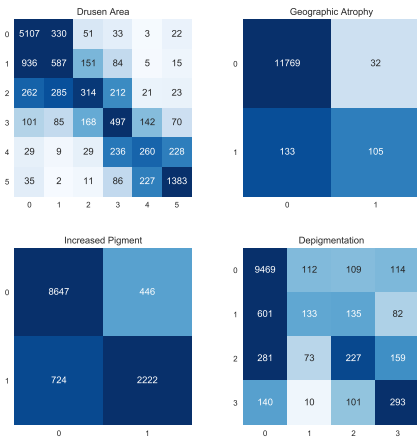 Drusen Area
0 5107 330 51 33 3 22
1 936 587 151 84 5 15
2 262 285 314 212 21 23
3 101 85 168 497 142 70
4 29 9 29 236 260 228
5 35 2 11 86 227 1383
0 1 2 3 4 5
Geographic Atrophy
0 11769 32
1 133 105
0 1
Increased Pigment
0 8647 446
1 724 2222
0 1
Depigmentation
0 9469 112 109 114
1 601 133 135 82
2 281 73 227 159
3 140 10 101 293
0 1 2 3